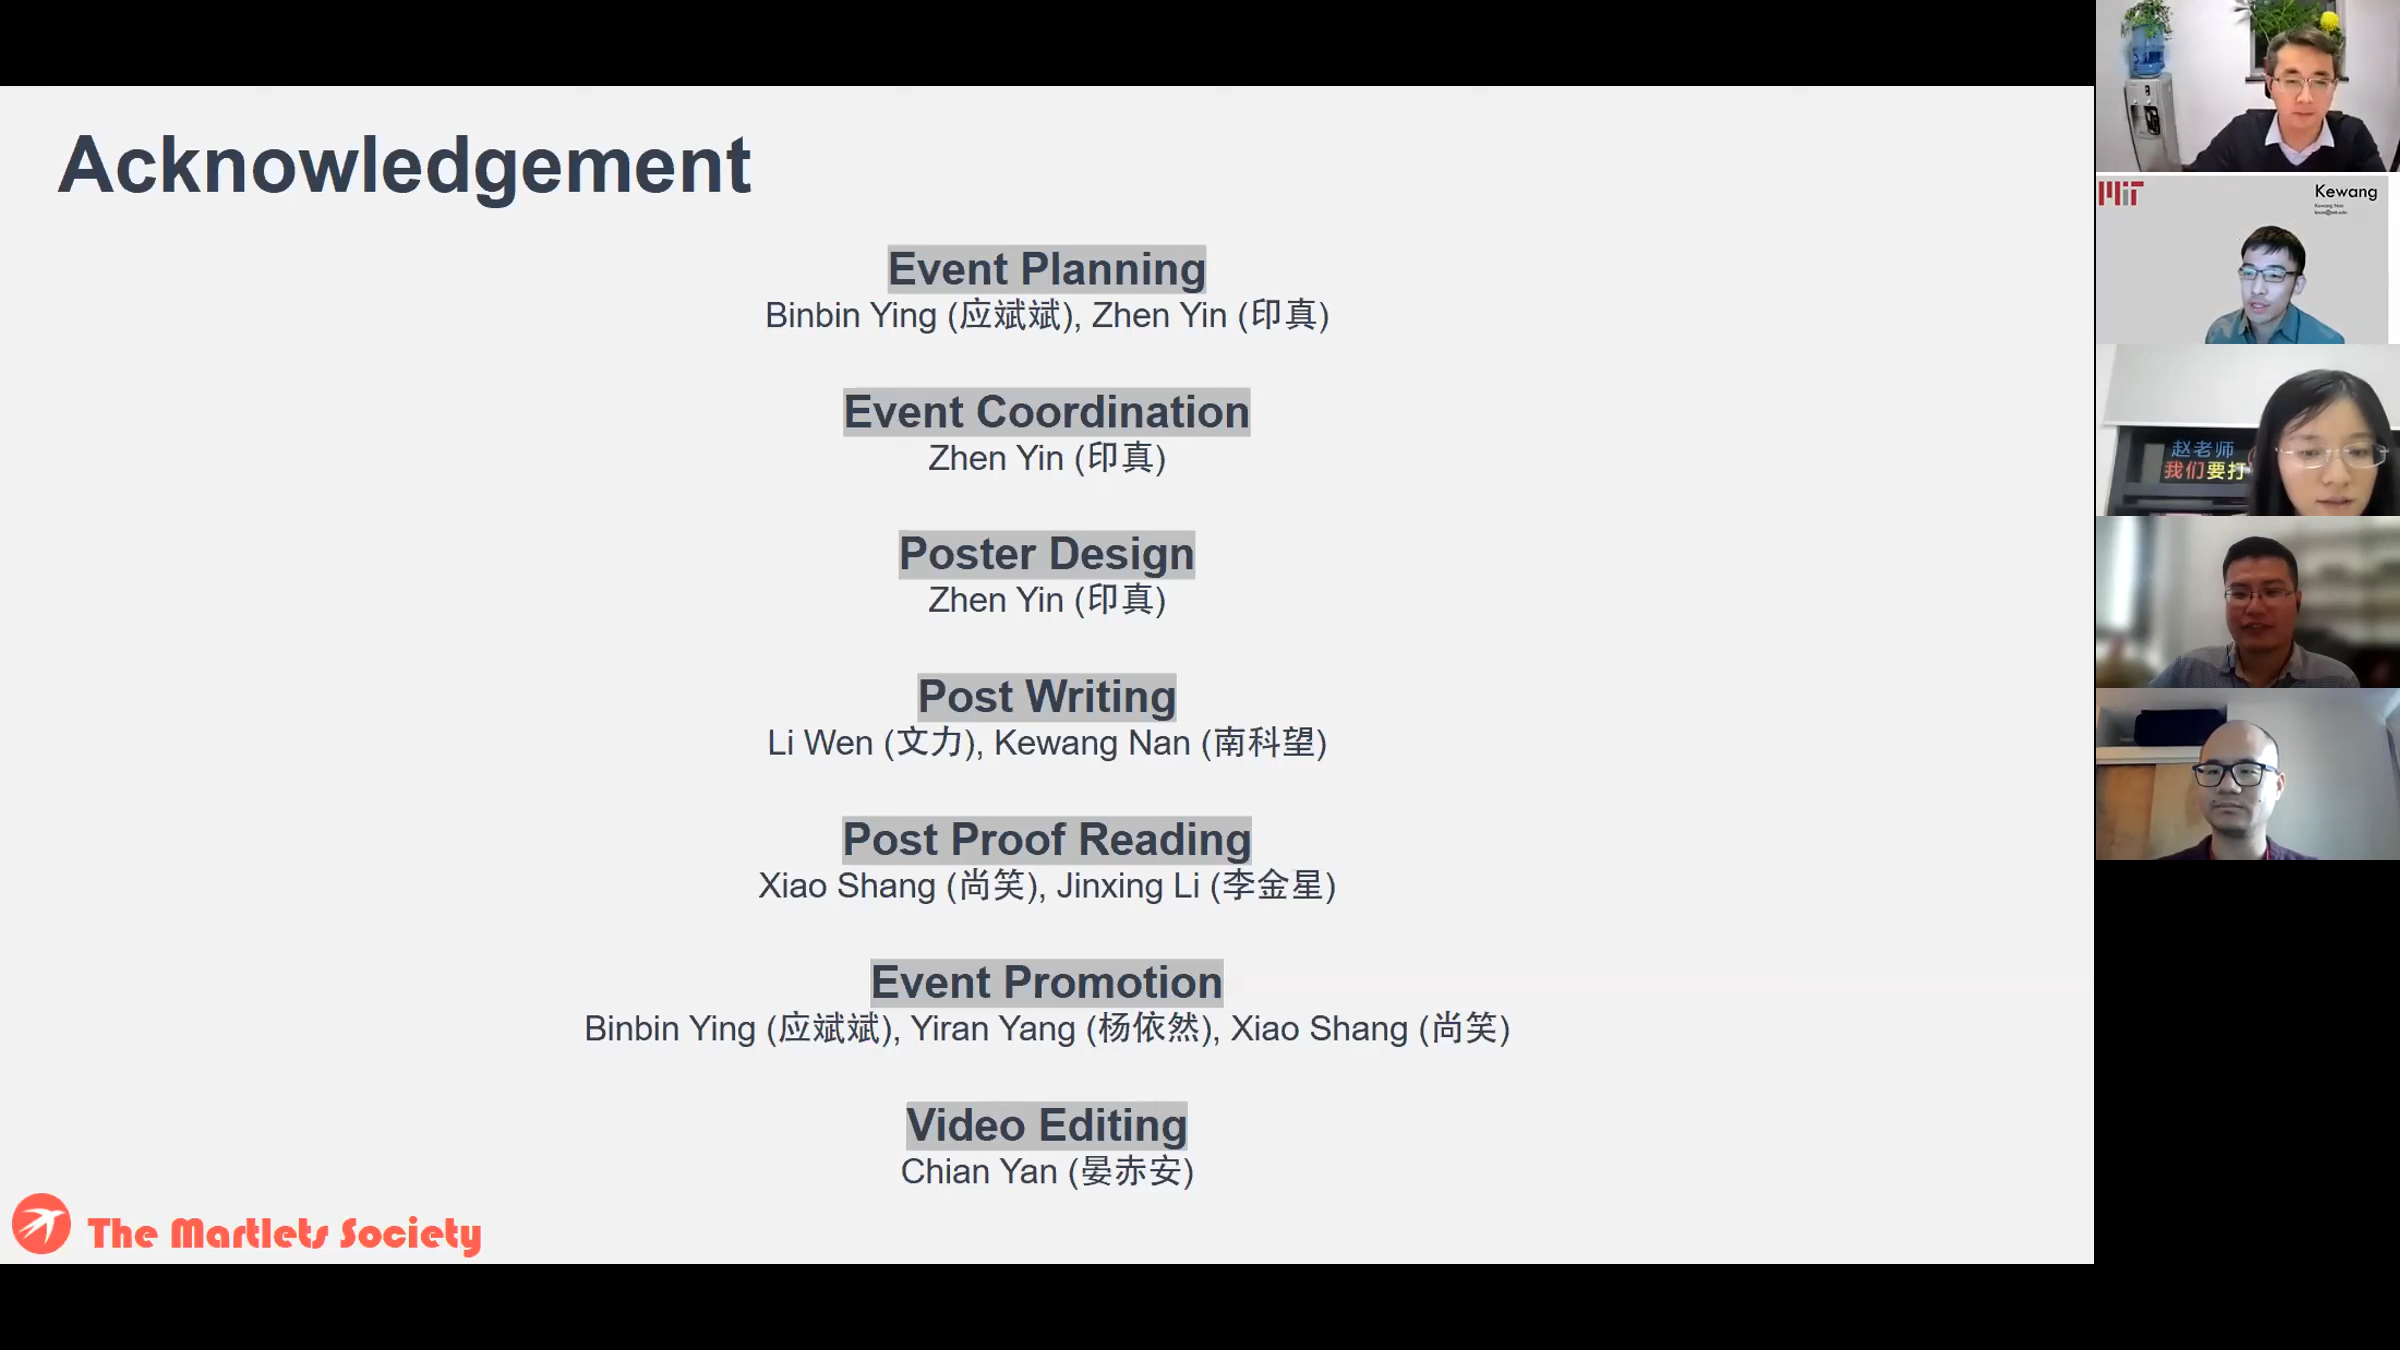 Acknowledgement
Event Planning
Binbin Ying (应斌斌), Zhen Yin (印真)
Event Coordination
Zhen Yin (印真)
Poster Design
Zhen Yin (印真)
Post Writing
Li Wen (文力), Kewang Nan (南科望)
Post Proof Reading
Xiao Shang (尚笑), Jinxing Li (李金星)
Event Promotion
Binbin Ying (应斌斌), Yiran Yang (杨依然), Xiao Shang (尚笑)
Video Editing
Chian Yan (晏赤安)
The Martlets Society
MIT
Kewang
Kewang Nan
赵老师
我们要打